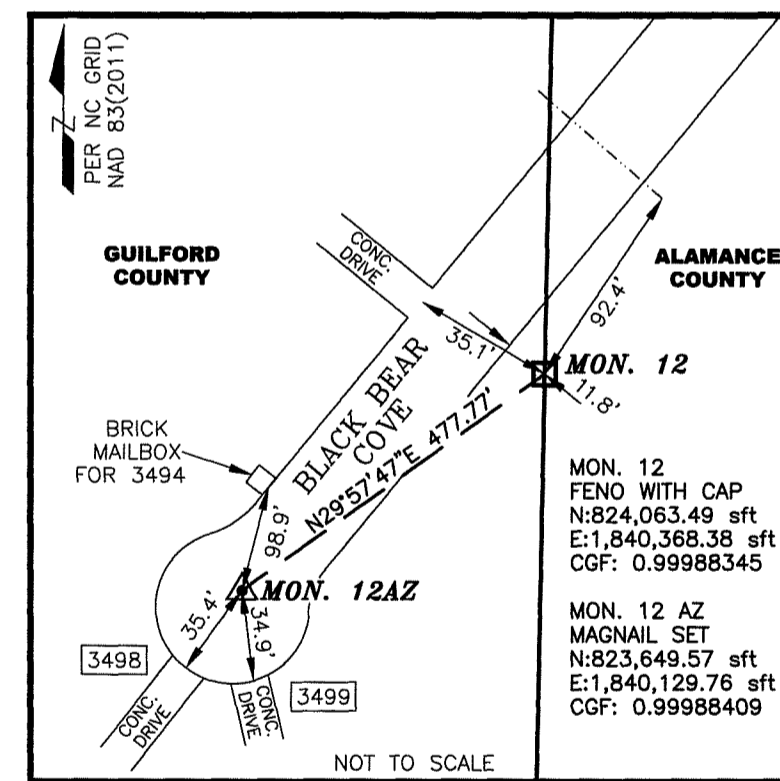 PER NC GRID
NAD 83(2011)
Z
GUILFORD
COUNTY
ALAMANCE
COUNTY
CONC.
DRIVE
92.4'
35.1'
MON. 12
11.8'
BLACK BEAR
COVE
BRICK
MAILBOX
FOR 3494
N29°57'47"E 477.77'
98.9'
MON. 12AZ
35.4'
34.9'
3498
3499
CONC.
DRIVE
CONC.
DRIVE
MON. 12
FENO WITH CAP
N:824,063.49 sft
E:1,840,368.38 sft
CGF: 0.99988345
MON. 12 AZ
MAGNAIL SET
N:823,649.57 sft
E:1,840,129.76 sft
CGF: 0.99988409
NOT TO SCALE